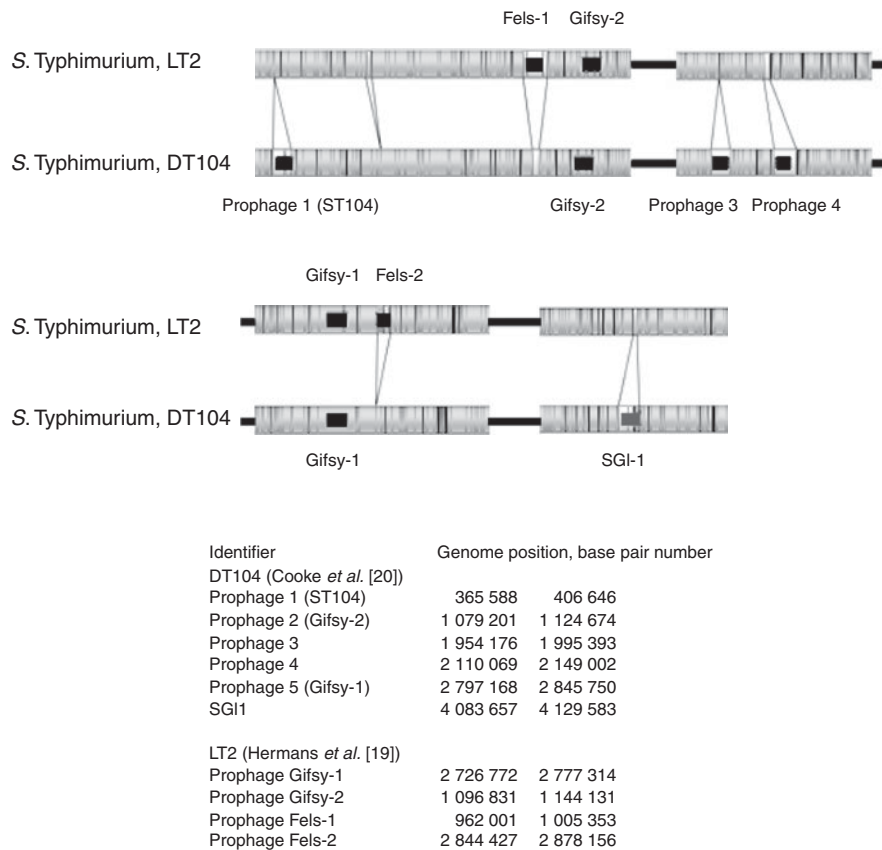 Fels-1 Gifsy-2
S. Typhimurium, LT2
S. Typhimurium, DT104
Prophage 1 (ST104) Gifsy-2 Prophage 3 Prophage 4
Gifsy-1 Fels-2
S. Typhimurium, LT2
S. Typhimurium, DT104
Gifsy-1 SGI-1
Identifier Genome position, base pair number
DT104 (Cooke et al. [20])
Prophage 1 (ST104) 365 588 406 646
Prophage 2 (Gifsy-2) 1 079 201 1 124 674
Prophage 3 1 954 176 1 995 393
Prophage 4 2 110 069 2 149 002
Prophage 5 (Gifsy-1) 2 797 168 2 845 750
SGI1 4 083 657 4 129 583
LT2 (Hermans et al. [19])
Prophage Gifsy-1 2 726 772 2 777 314
Prophage Gifsy-2 1 096 831 1 144 131
Prophage Fels-1 962 001 1 005 353
Prophage Fels-2 2 844 427 2 878 156